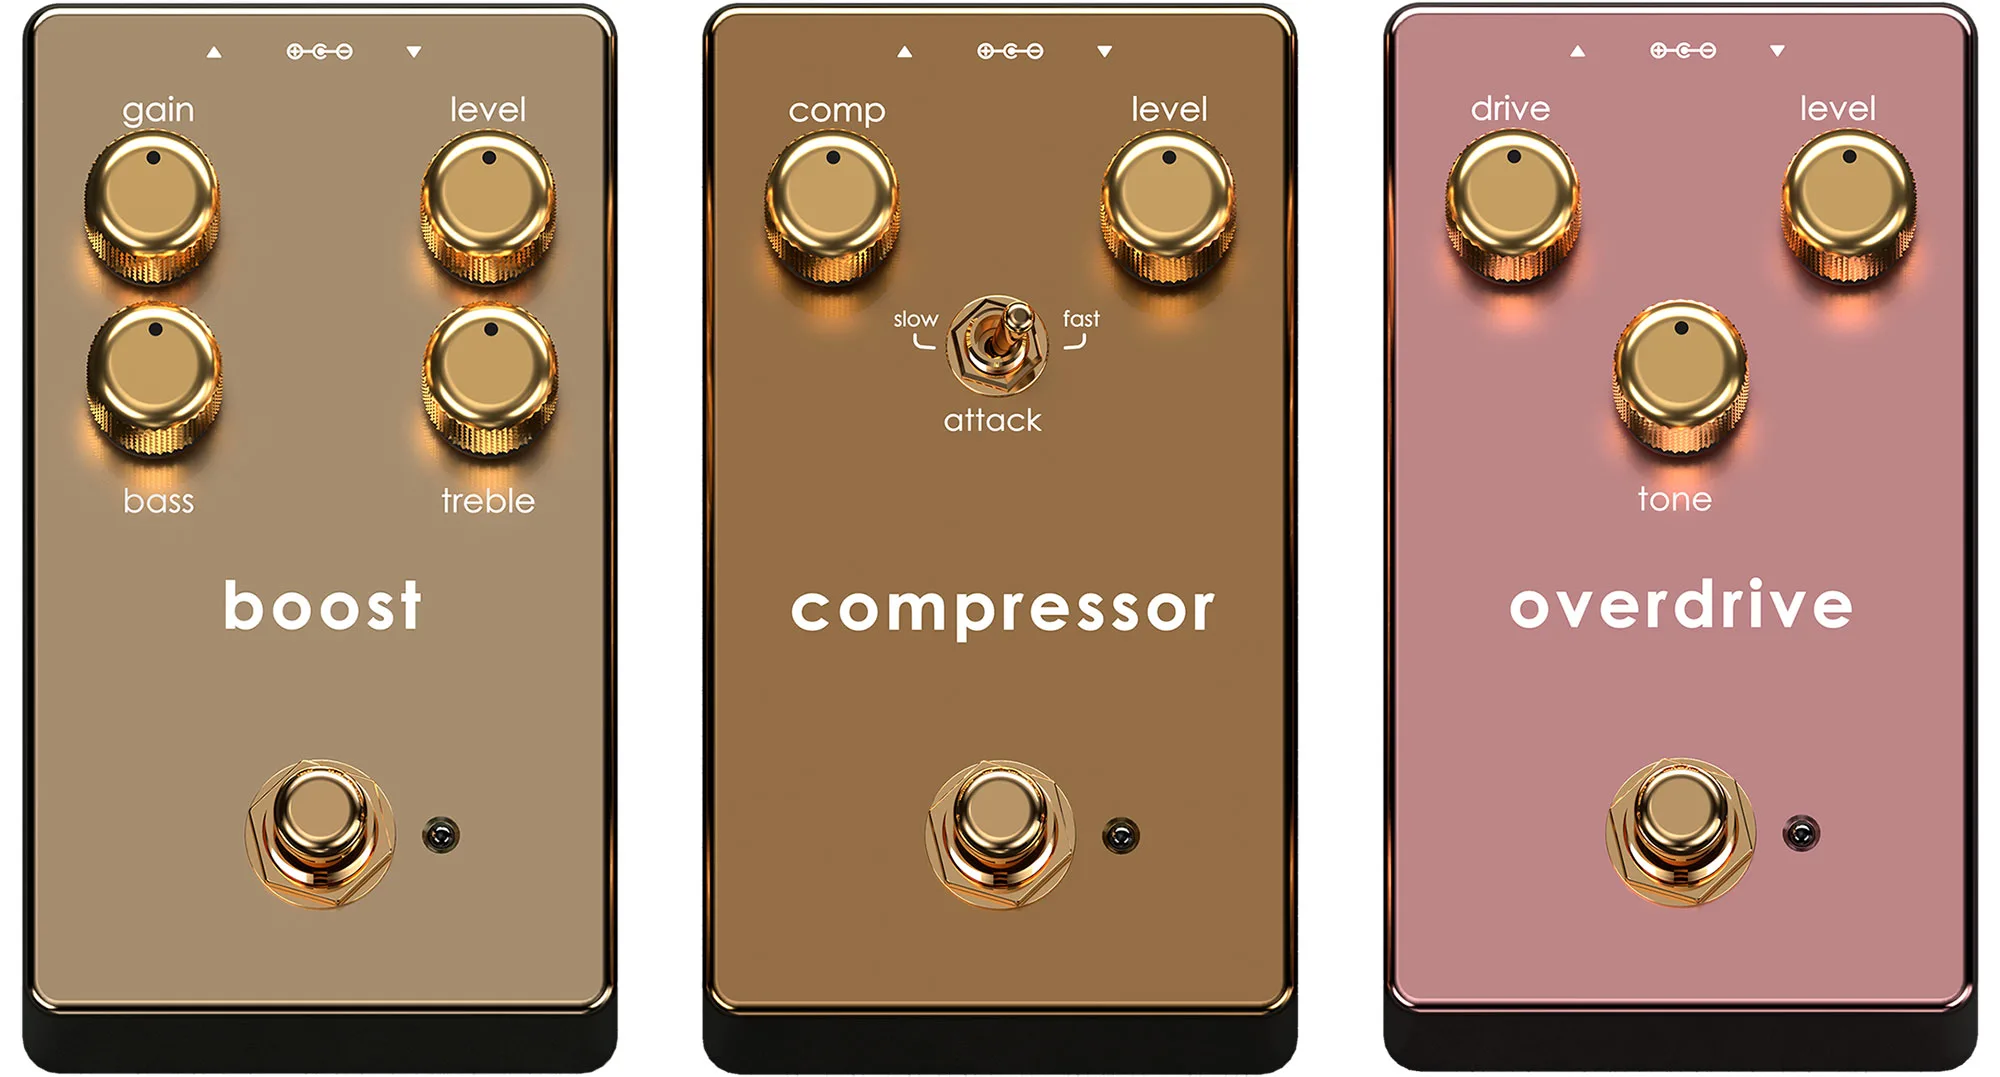 gain level
bass treble
boost
comp level
slow fast
attack
compressor
drive level
tone
overdrive